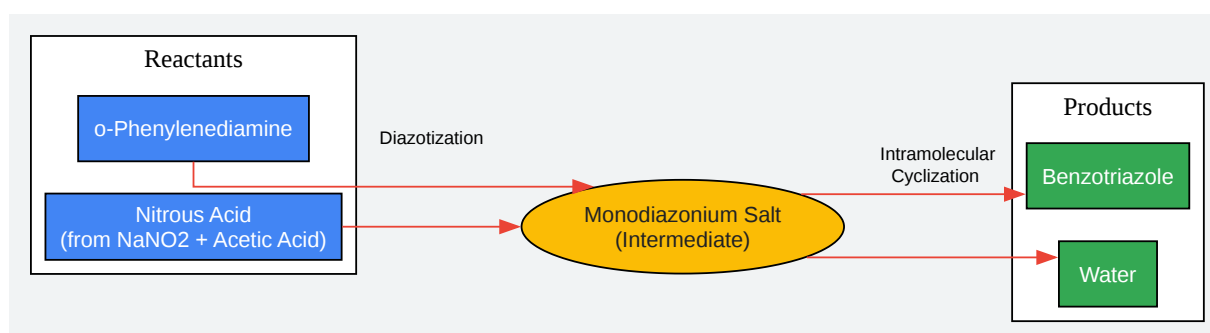 Reactants
o-Phenylenediamine
Nitrous Acid
(from NaNO2 + Acetic Acid)
Diazotization
Monodiazonium Salt
(Intermediate)
Intramolecular
Cyclization
Products
Benzotriazole
Water